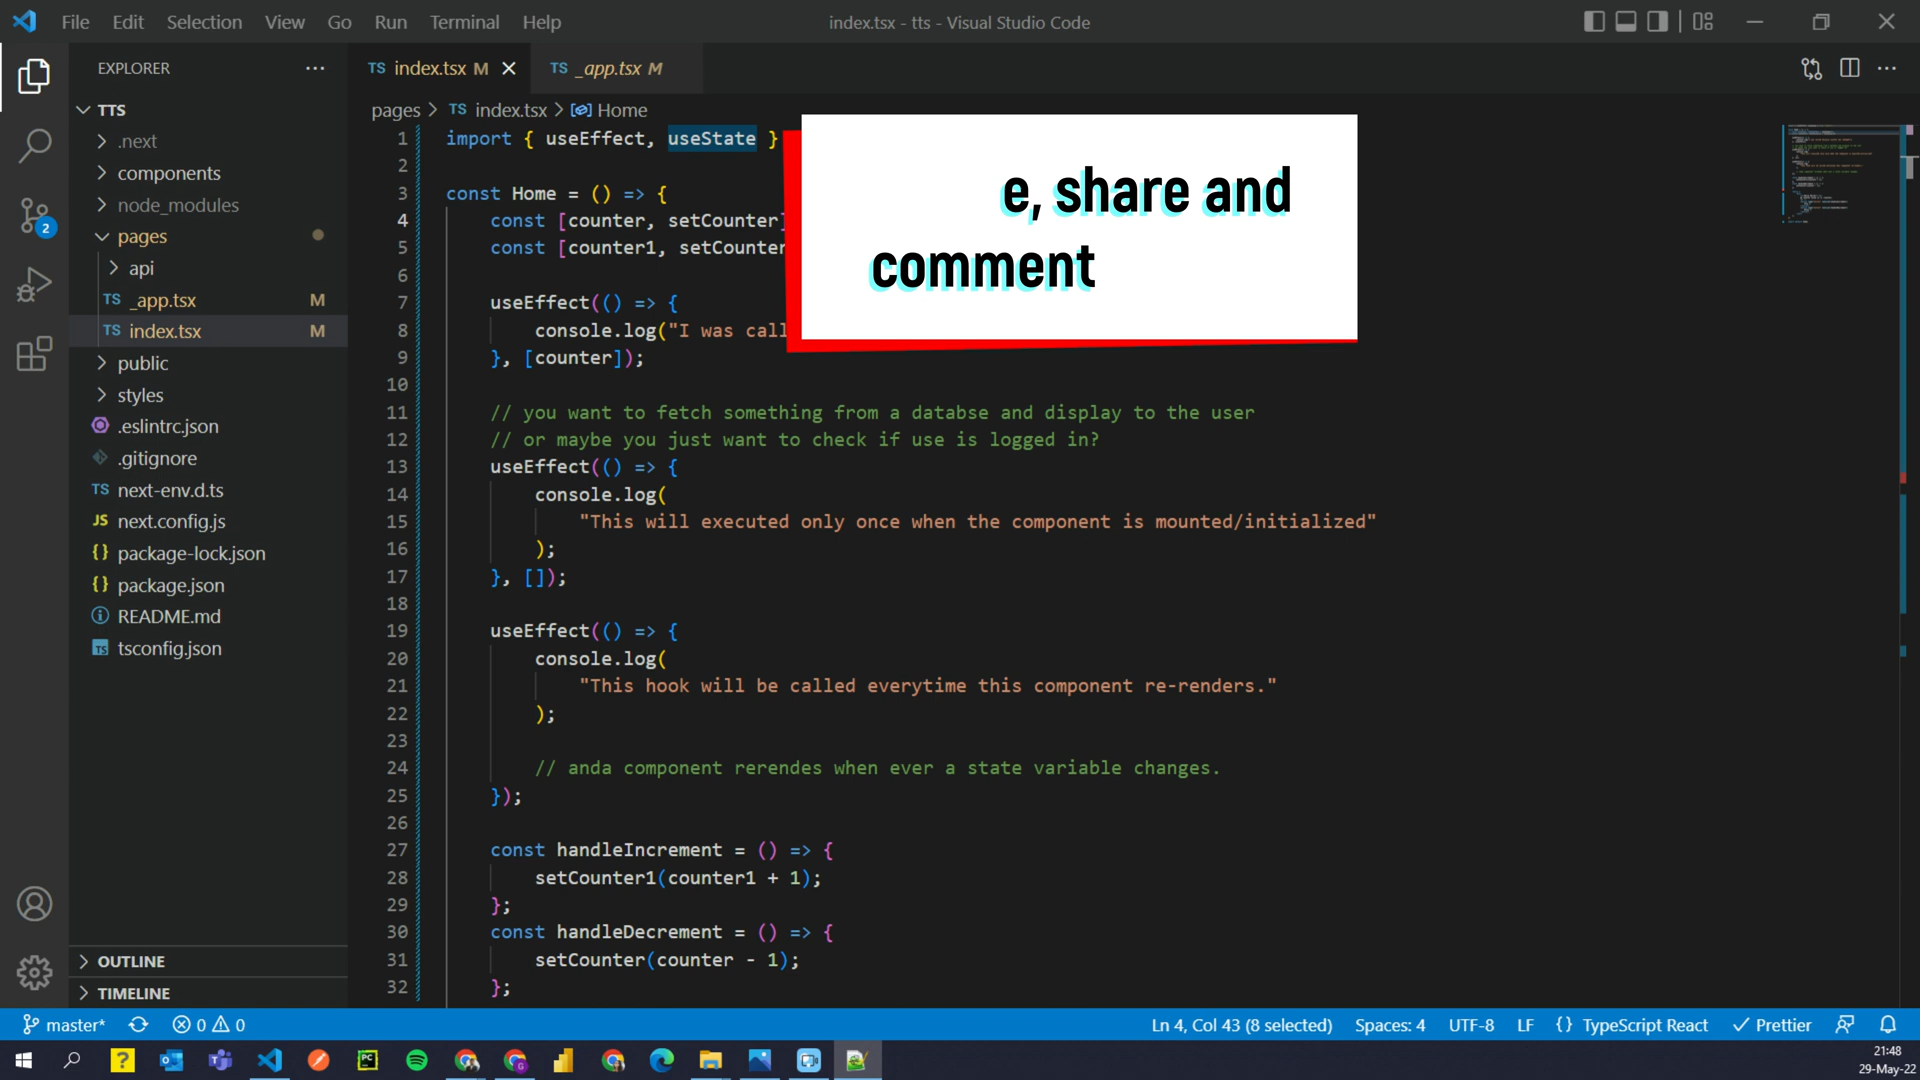 File Edit Selection View Go Run Terminal Help
index.tsx - tts - Visual Studio Code
EXPLORER
TTS
.next
components
node_modules
pages
api
TS _app.tsx M
TS index.tsx M
public
styles
.eslintrc.json
.gitignore
TS next-env.d.ts
JS next.config.js
{} package-lock.json
{} package.json
README.md
TS tsconfig.json
OUTLINE
TIMELINE
2
TS index.tsx M
TS _app.tsx M
pages > TS index.tsx > Home
1 import { useEffect, useState }
2
3 const Home = () => {
4 const [counter, setCounter]
5 const [counter1, setCounter
6
7 useEffect(() => {
8 console.log("I was call
9 }, [counter]);
10
11 // you want to fetch something from a databse and display to the user
12 // or maybe you just want to check if use is logged in?
13 useEffect(() => {
14 console.log(
15 "This will executed only once when the component is mounted/initialized"
16 );
17 }, []);
18
19 useEffect(() => {
20 console.log(
21 "This hook will be called everytime this component re-renders."
22 );
23
24 // anda component rerendes when ever a state variable changes.
25 });
26
27 const handleIncrement = () => {
28 setCounter1(counter1 + 1);
29 };
30 const handleDecrement = () => {
31 setCounter(counter - 1);
32 };
e, share and
comment
master* 0 0
Ln 4, Col 43 (8 selected) Spaces: 4 UTF-8 LF {} TypeScript React Prettier
21:48
29-May-22